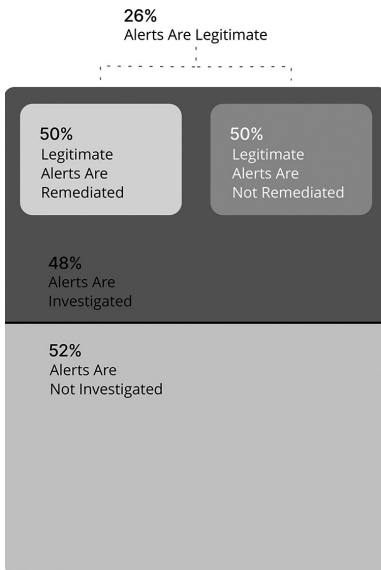 26%
Alerts Are Legitimate
50%
Legitimate
Alerts Are
Remediated
50%
Legitimate
Alerts Are
Not Remediated
48%
Alerts Are
Investigated
52%
Alerts Are
Not Investigated